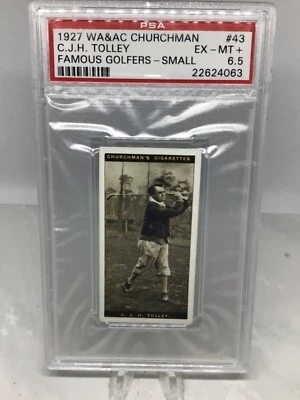 PSA
1927 WA&AC CHURCHMAN #43
C.J.H. TOLLEY EX - MT +
FAMOUS GOLFERS - SMALL 6.5
22624063
CHURCHMAN'S CIGARETTES
C. J. H. TOLLEY